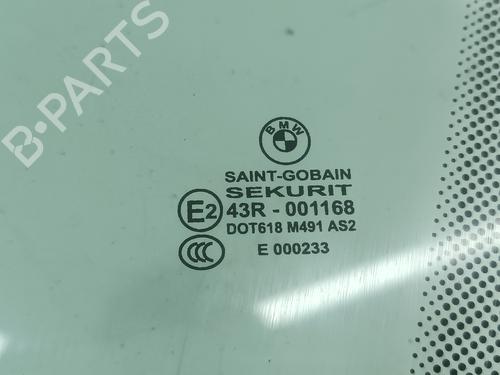 B-PARTS
BMW
SAINT-GOBAIN
SEKURIT
E2 43R - 001168
DOT618 M491 AS2
CCC E 000233